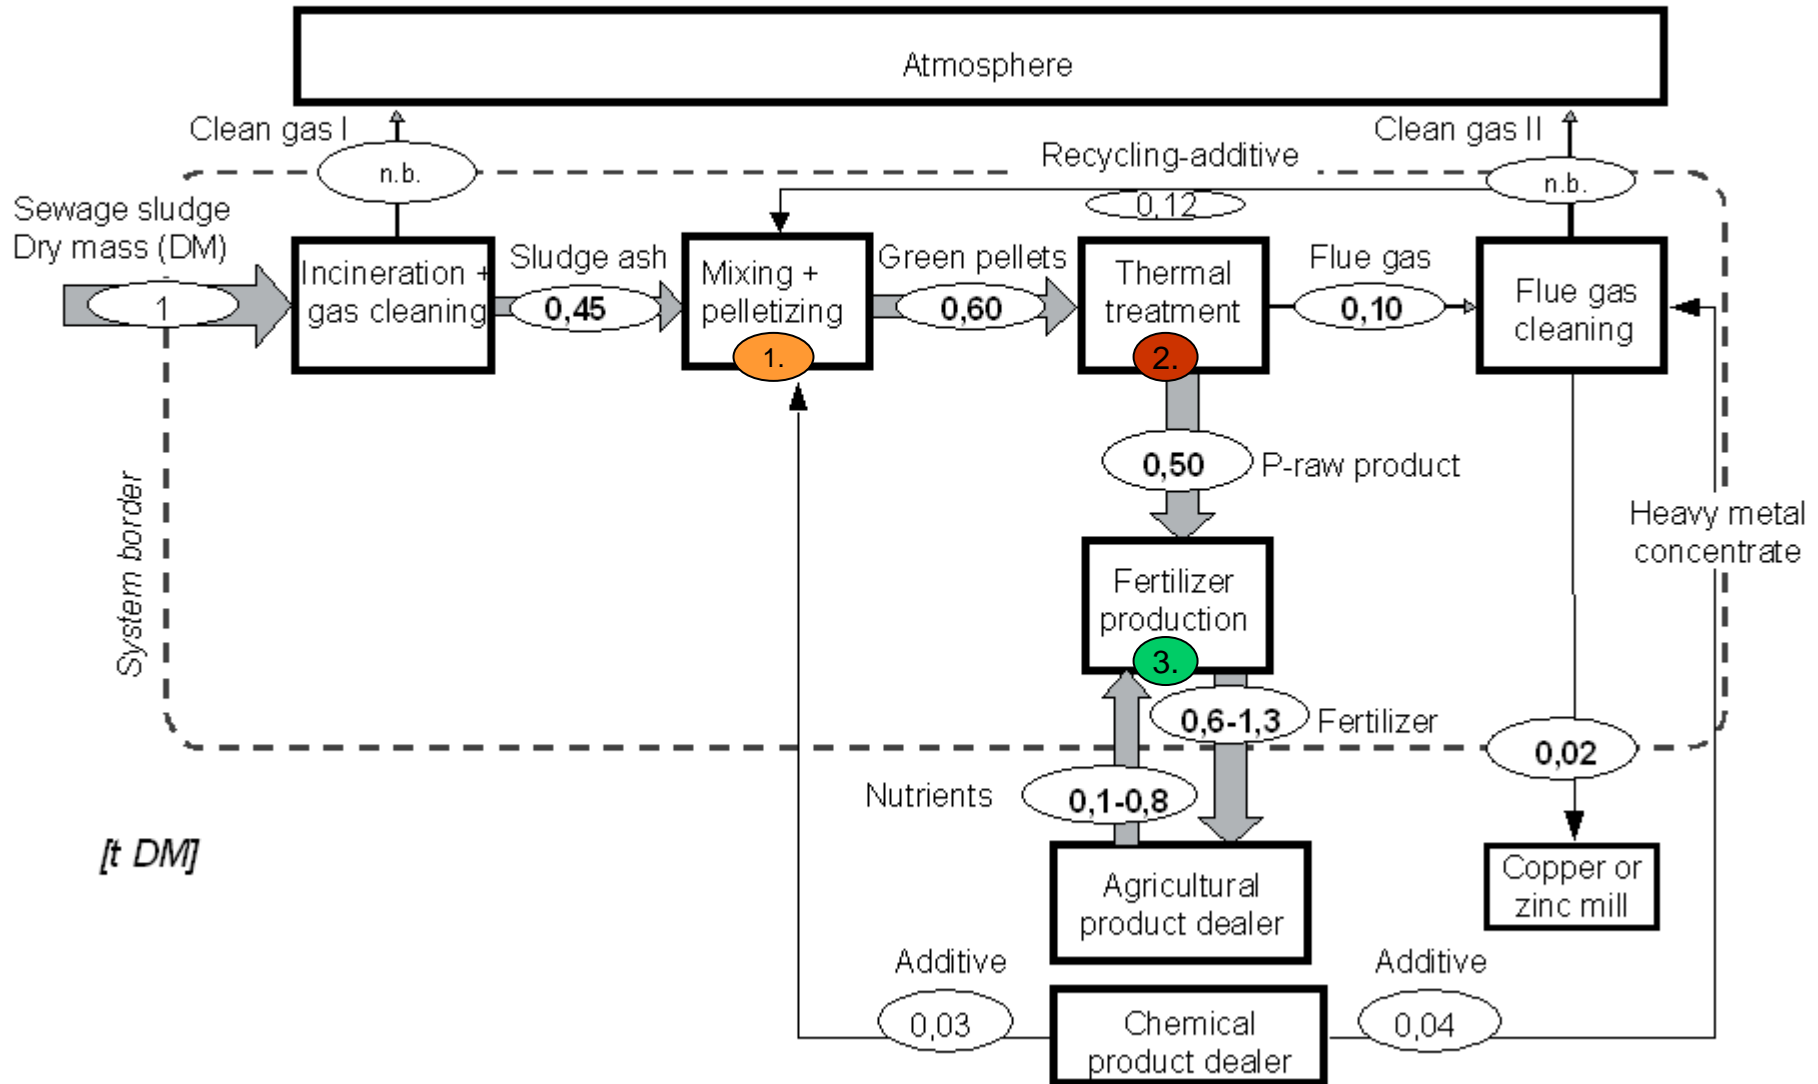 Atmosphere
Clean gas I
Clean gas II
n.b.
Recycling-additive
n.b.
0,12
Sewage sludge
Dry mass (DM)
1
Incineration +
gas cleaning
Sludge ash
0,45
Mixing +
pelletizing
1.
Green pellets
0,60
Thermal
treatment
2.
Flue gas
0,10
Flue gas
cleaning
0,50
P-raw product
System border
Heavy metal
concentrate
Fertilizer
production
3.
0,6-1,3
Fertilizer
0,02
Nutrients
0,1-0,8
[t DM]
Agricultural
product dealer
Copper or
zinc mill
Additive
0,03
Chemical
product dealer
Additive
0,04